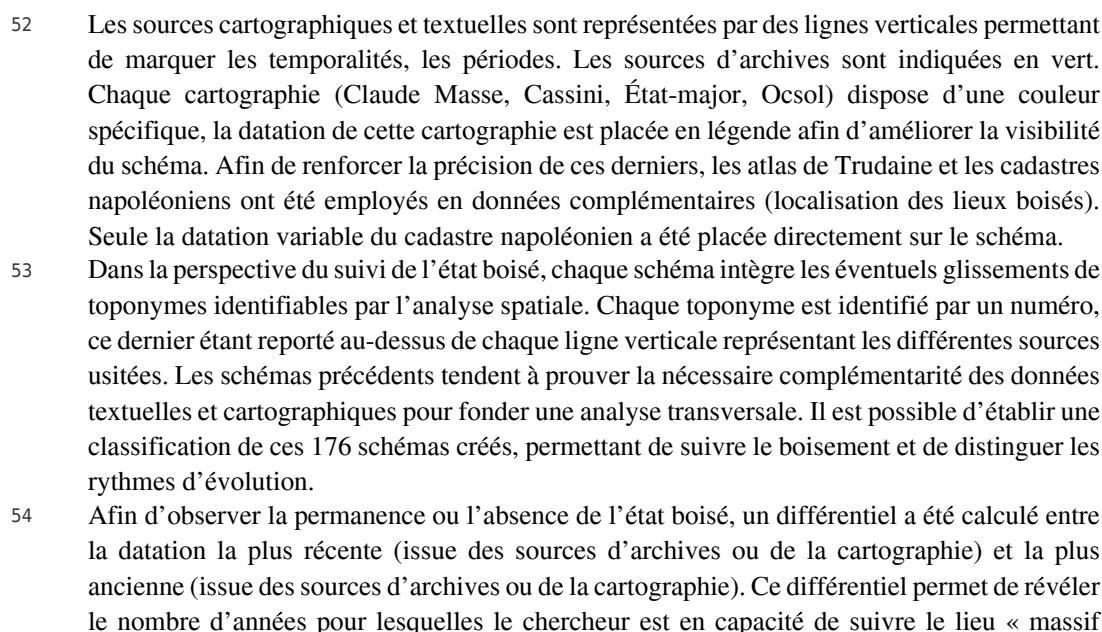 52 Les sources cartographiques et textuelles sont représentées par des lignes verticales permettant
de marquer les temporalités, les périodes. Les sources d'archives sont indiquées en vert.
Chaque cartographie (Claude Masse, Cassini, État-major, Ocsol) dispose d'une couleur
spécifique, la datation de cette cartographie est placée en légende afin d'améliorer la visibilité
du schéma. Afin de renforcer la précision de ces derniers, les atlas de Trudaine et les cadastres
napoléoniens ont été employés en données complémentaires (localisation des lieux boisés).
Seule la datation variable du cadastre napoléonien a été placée directement sur le schéma.
53 Dans la perspective du suivi de l'état boisé, chaque schéma intègre les éventuels glissements de
toponymes identifiables par l'analyse spatiale. Chaque toponyme est identifié par un numéro,
ce dernier étant reporté au-dessus de chaque ligne verticale représentant les différentes sources
usitées. Les schémas précédents tendent à prouver la nécessaire complémentarité des données
textuelles et cartographiques pour fonder une analyse transversale. Il est possible d'établir une
classification de ces 176 schémas créés, permettant de suivre le boisement et de distinguer les
rythmes d'évolution.
54 Afin d'observer la permanence ou l'absence de l'état boisé, un différentiel a été calculé entre
la datation la plus récente (issue des sources d'archives ou de la cartographie) et la plus
ancienne (issue des sources d'archives ou de la cartographie). Ce différentiel permet de révéler
le nombre d'années pour lesquelles le chercheur est en capacité de suivre le lieu « massif